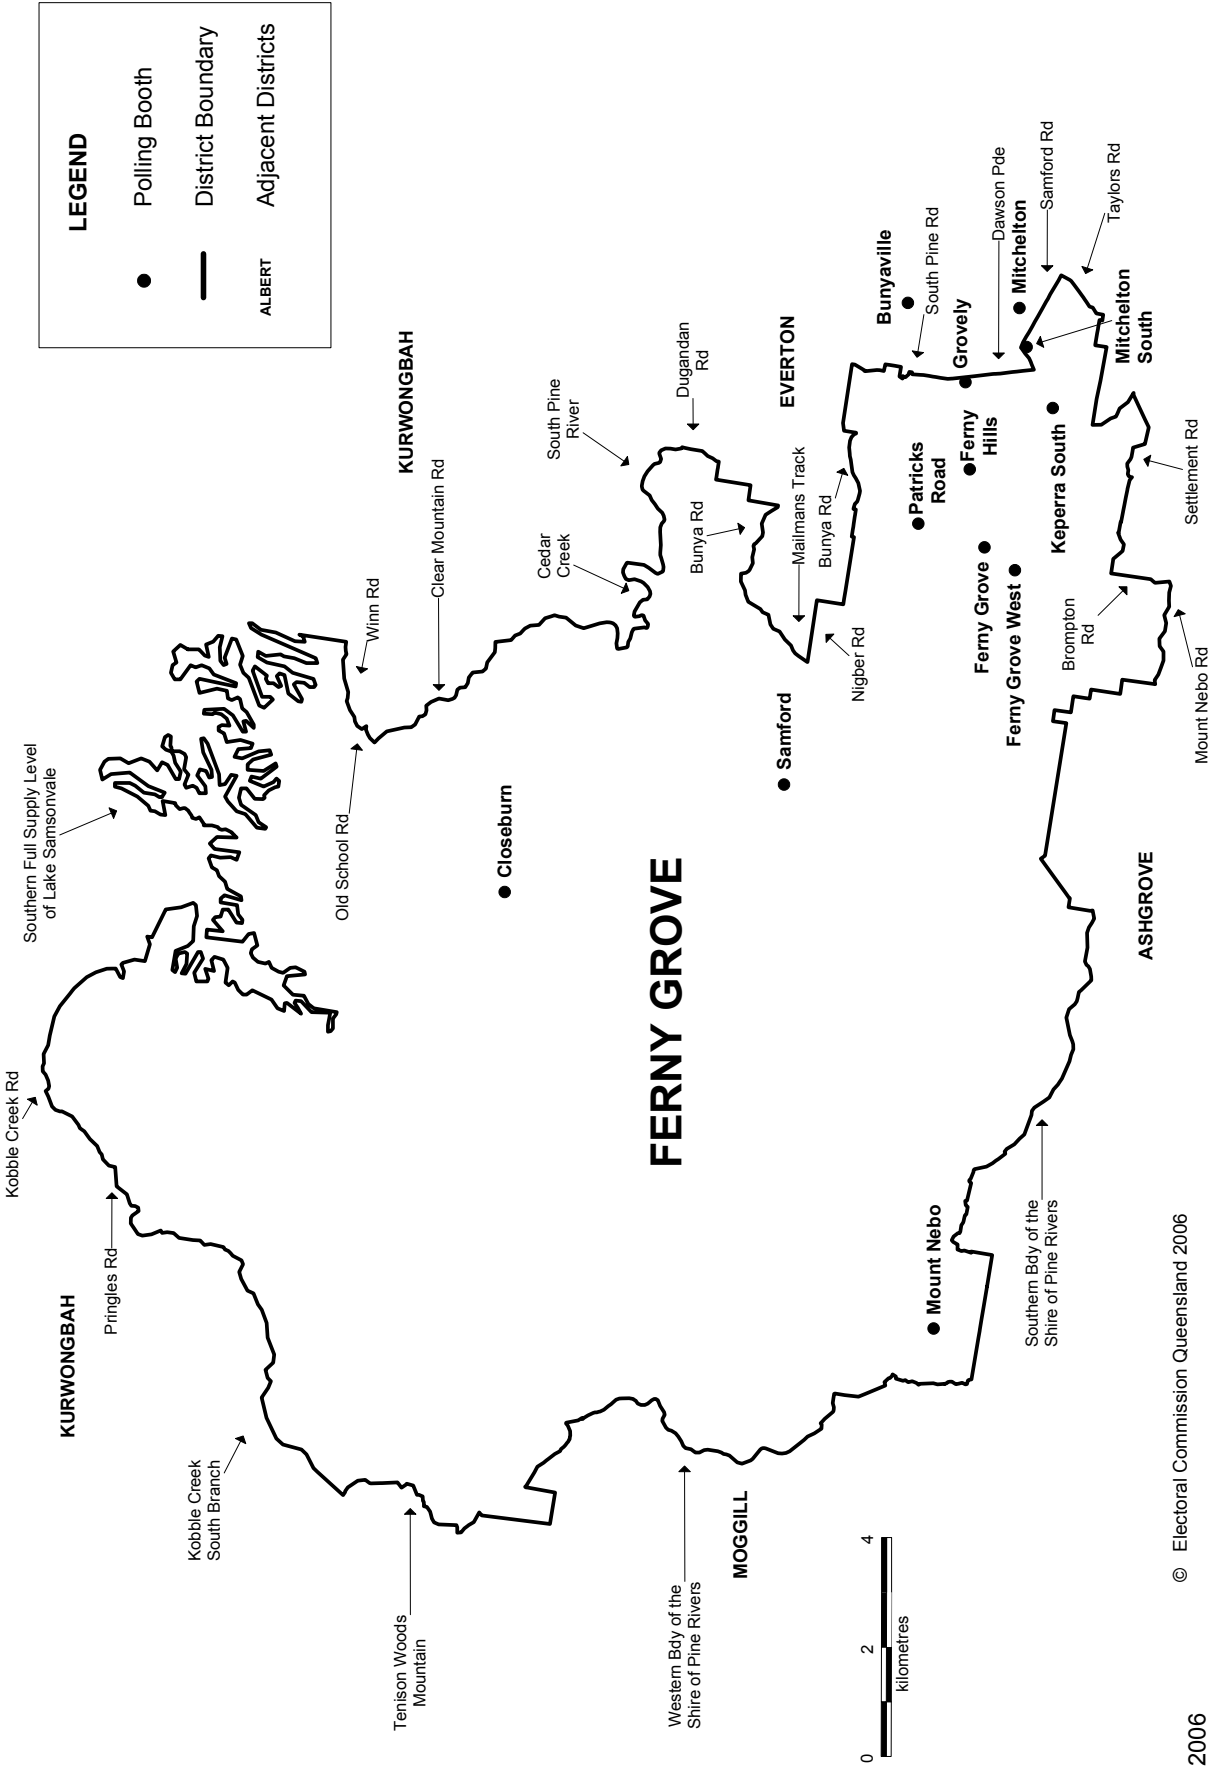 LEGEND
Polling Booth
District Boundary
ALBERT
Adjacent Districts
Kobble Creek Rd
Southern Full Supply Level
of Lake Samsonvale
KURWONGBAH
Pringles Rd
Old School Rd
Winn Rd
KURWONGBAH
Clear Mountain Rd
Kobble Creek
South Branch
Closeburn
Cedar
Creek
South Pine
River
Dugandan
Rd
Tenison Woods
Mountain
FERNY GROVE
Bunya Rd
EVERTON
Mailmans Track
Western Bdy of the
Shire of Pine Rivers
MOGGILL
Samford
Nigber Rd
Bunya Rd
Bunyaville
South Pine Rd
Patricks
Road
Grovely
Ferny
Hills
Mount Nebo
Ferny Grove
Dawson Pde
Ferny Grove West
Mitchelton
Samford Rd
Southern Bdy of the
Shire of Pine Rivers
Keperra South
Taylors Rd
Mitchelton
South
Brompton
Rd
ASHGROVE
Mount Nebo Rd
Settlement Rd
0
2
4
kilometres
© Electoral Commission Queensland 2006
2006